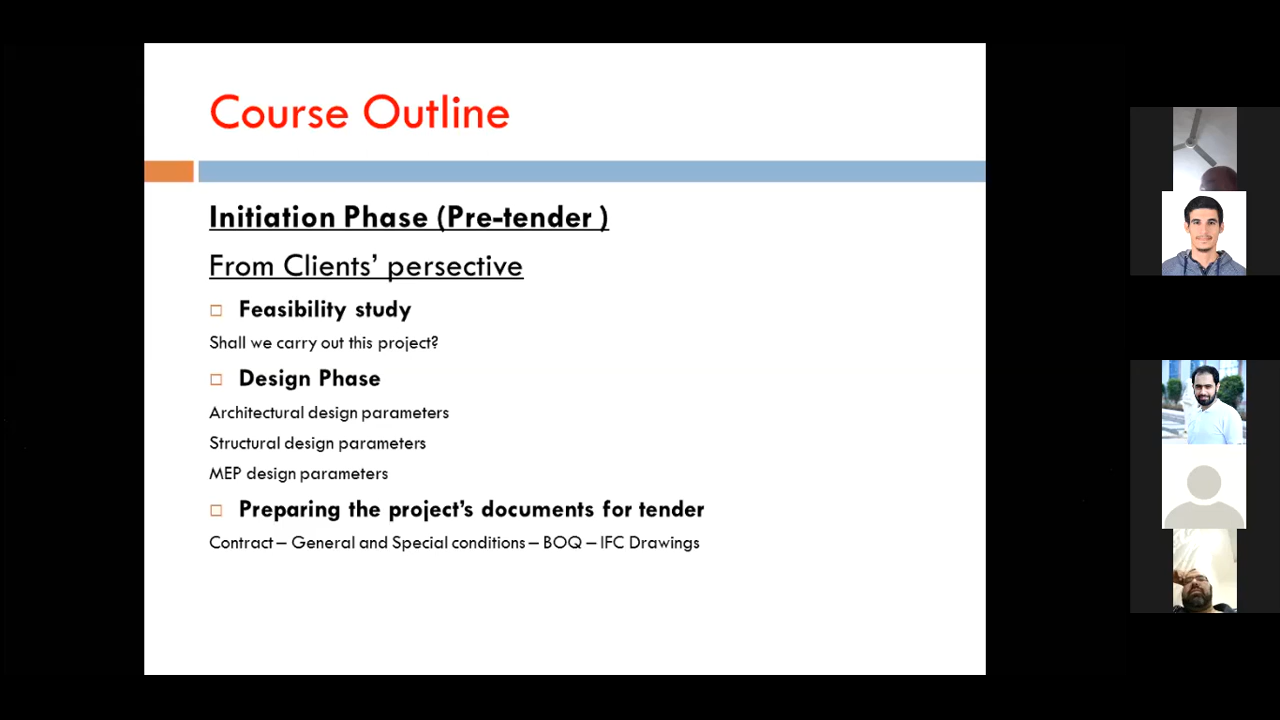 Course Outline
Initiation Phase (Pre-tender )
From Clients’ persective
Feasibility study
Shall we carry out this project?
Design Phase
Architectural design parameters
Structural design parameters
MEP design parameters
Preparing the project’s documents for tender
Contract – General and Special conditions – BOQ – IFC Drawings